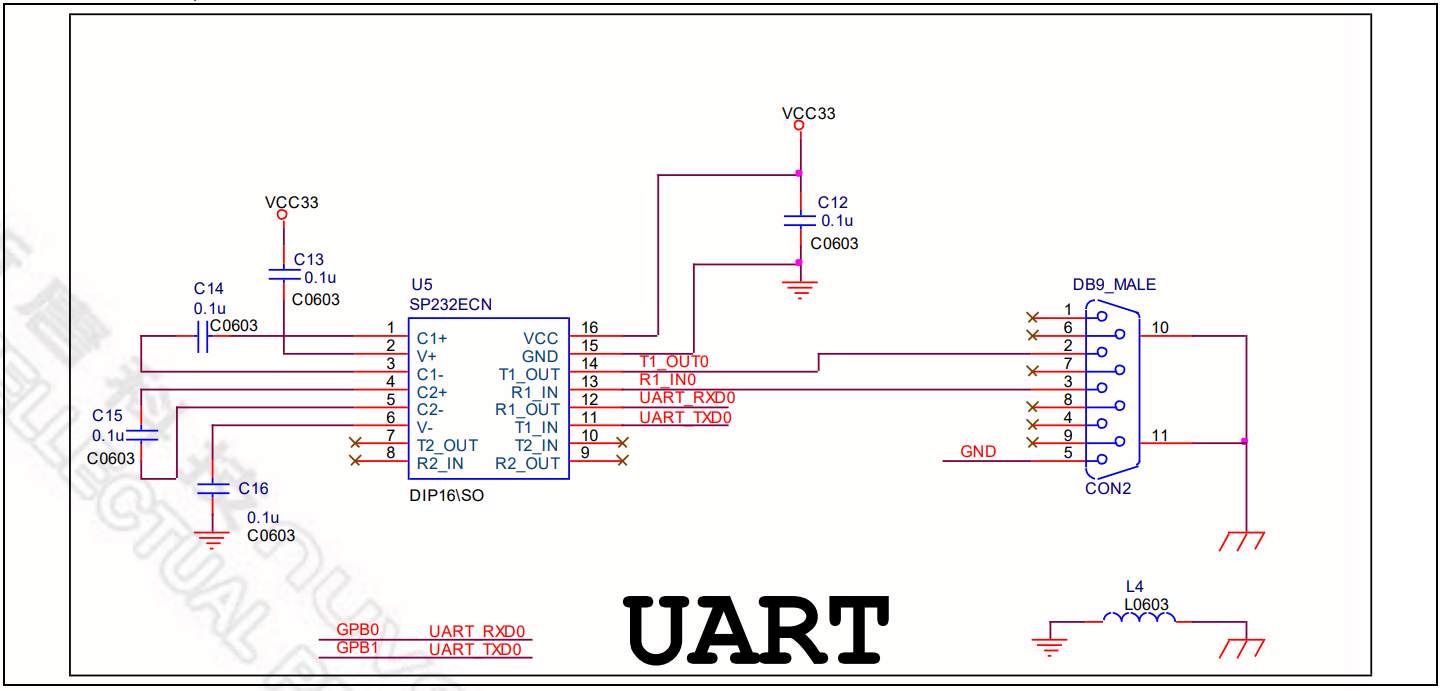 VCC33
VCC33
C12
0.1u
C0603
C13
0.1u
C0603
C14
0.1u
C0603
U5
SP232ECN
DB9_MALE
1 C1+ VCC 16
2 V+ GND 15
3 C1- T1_OUT 14 T1_OUT0
4 C2+ R1_IN 13 R1_IN0
5 C2- R1_OUT 12 UART_RXD0
6 V- T1_IN 11 UART_TXD0
7 T2_OUT T2_IN 10
8 R2_IN R2_OUT 9
DIP16\SO
1
6
2
7
3
8
4
9
5
10
11
GND
CON2
C15
0.1u
C0603
C16
0.1u
C0603
L4
L0603
UART
GPB0 UART_RXD0
GPB1 UART_TXD0